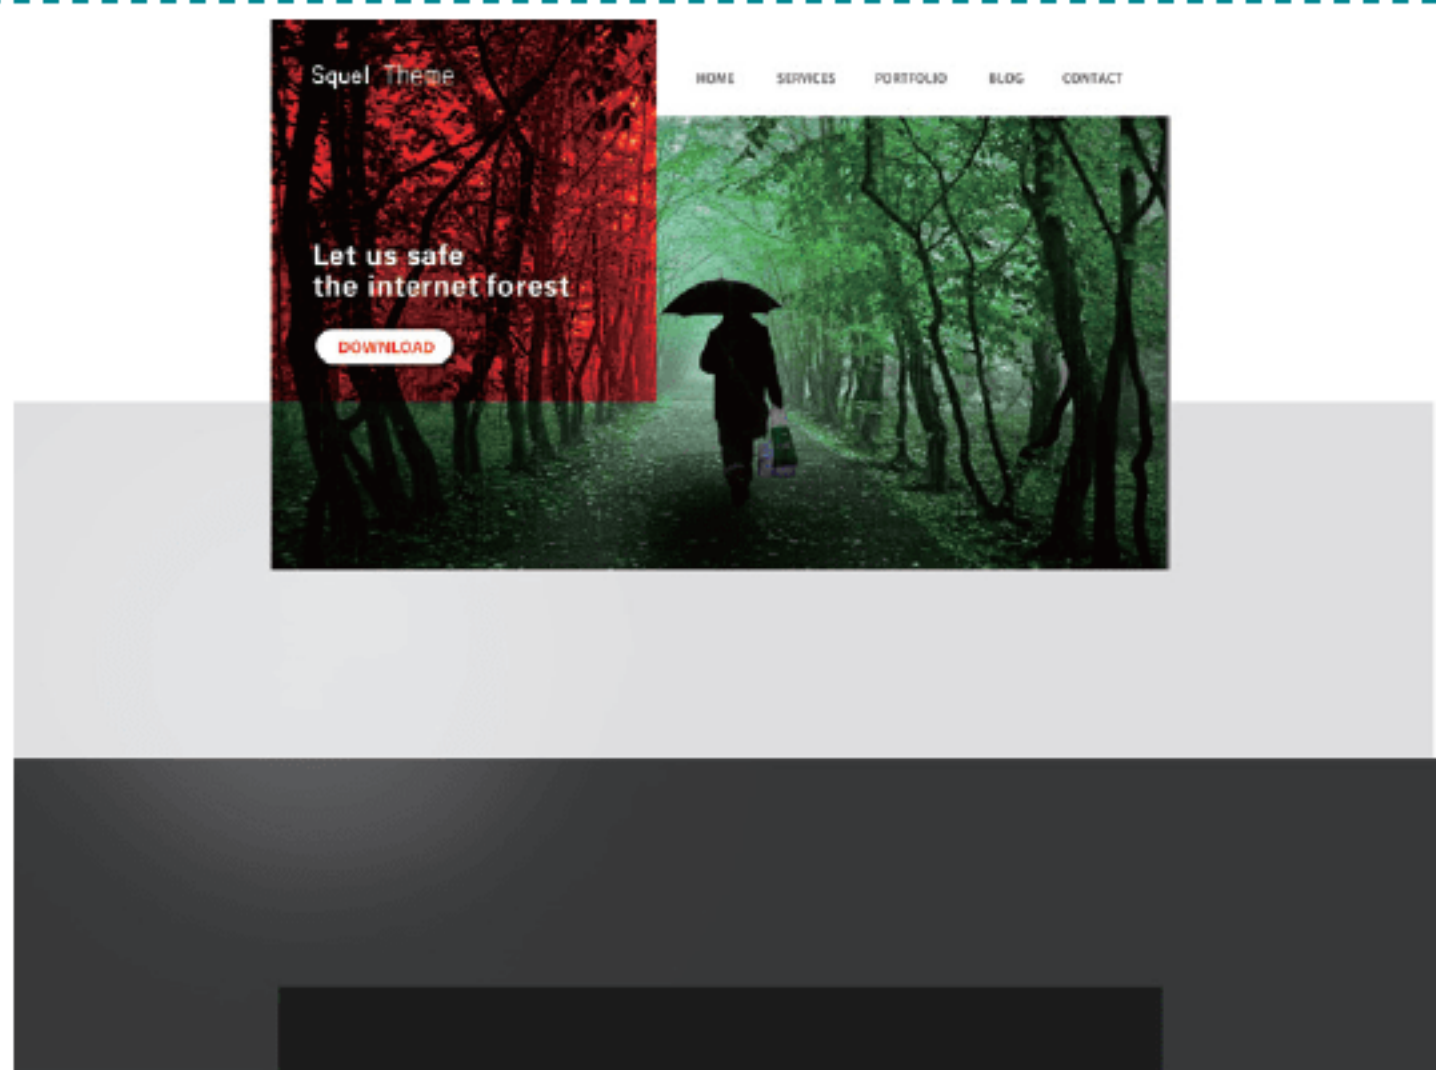 Squel Theme
HOME SERVICES PORTFOLIO BLOG CONTACT
Let us safe
the internet forest
DOWNLOAD